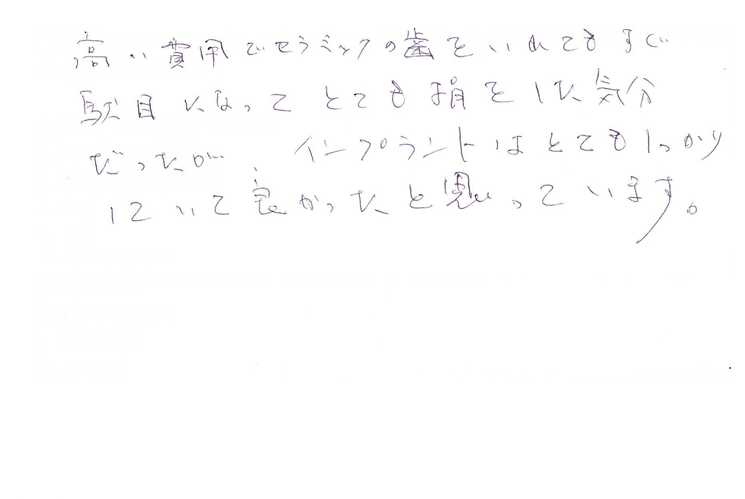 高い費用でセラミックの歯をいれてもすぐ
駄目になってとても損をした気分
だったが インプラントはとてもしっかり
していて良かったと思っています。